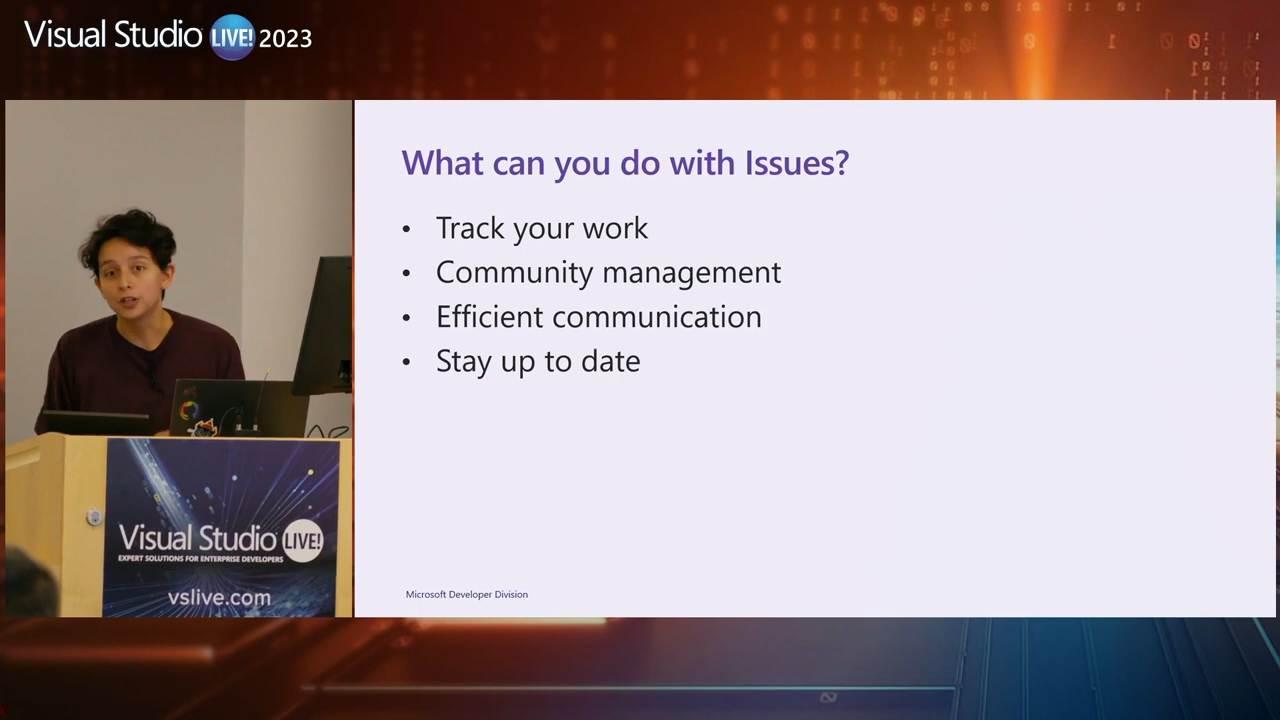 Visual Studio LIVE! 2023
What can you do with Issues?
• Track your work
• Community management
• Efficient communication
• Stay up to date
Microsoft Developer Division
Visual Studio LIVE!
EXPERT SOLUTIONS FOR ENTERPRISE DEVELOPERS
vslive.com